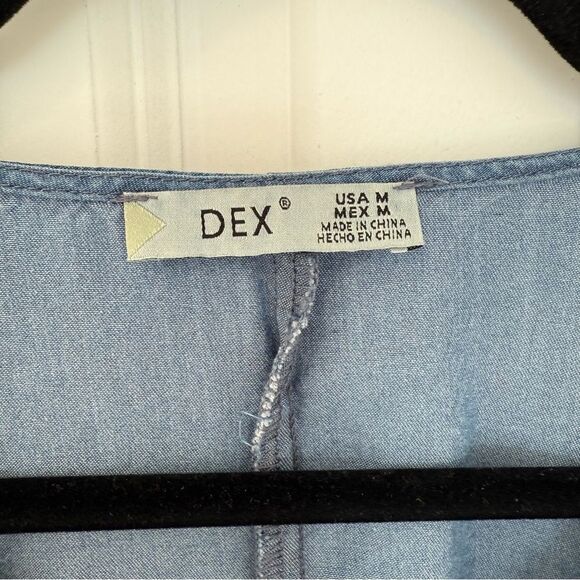 DEX®
USA M
MEX M
MADE IN CHINA
HECHO EN CHINA